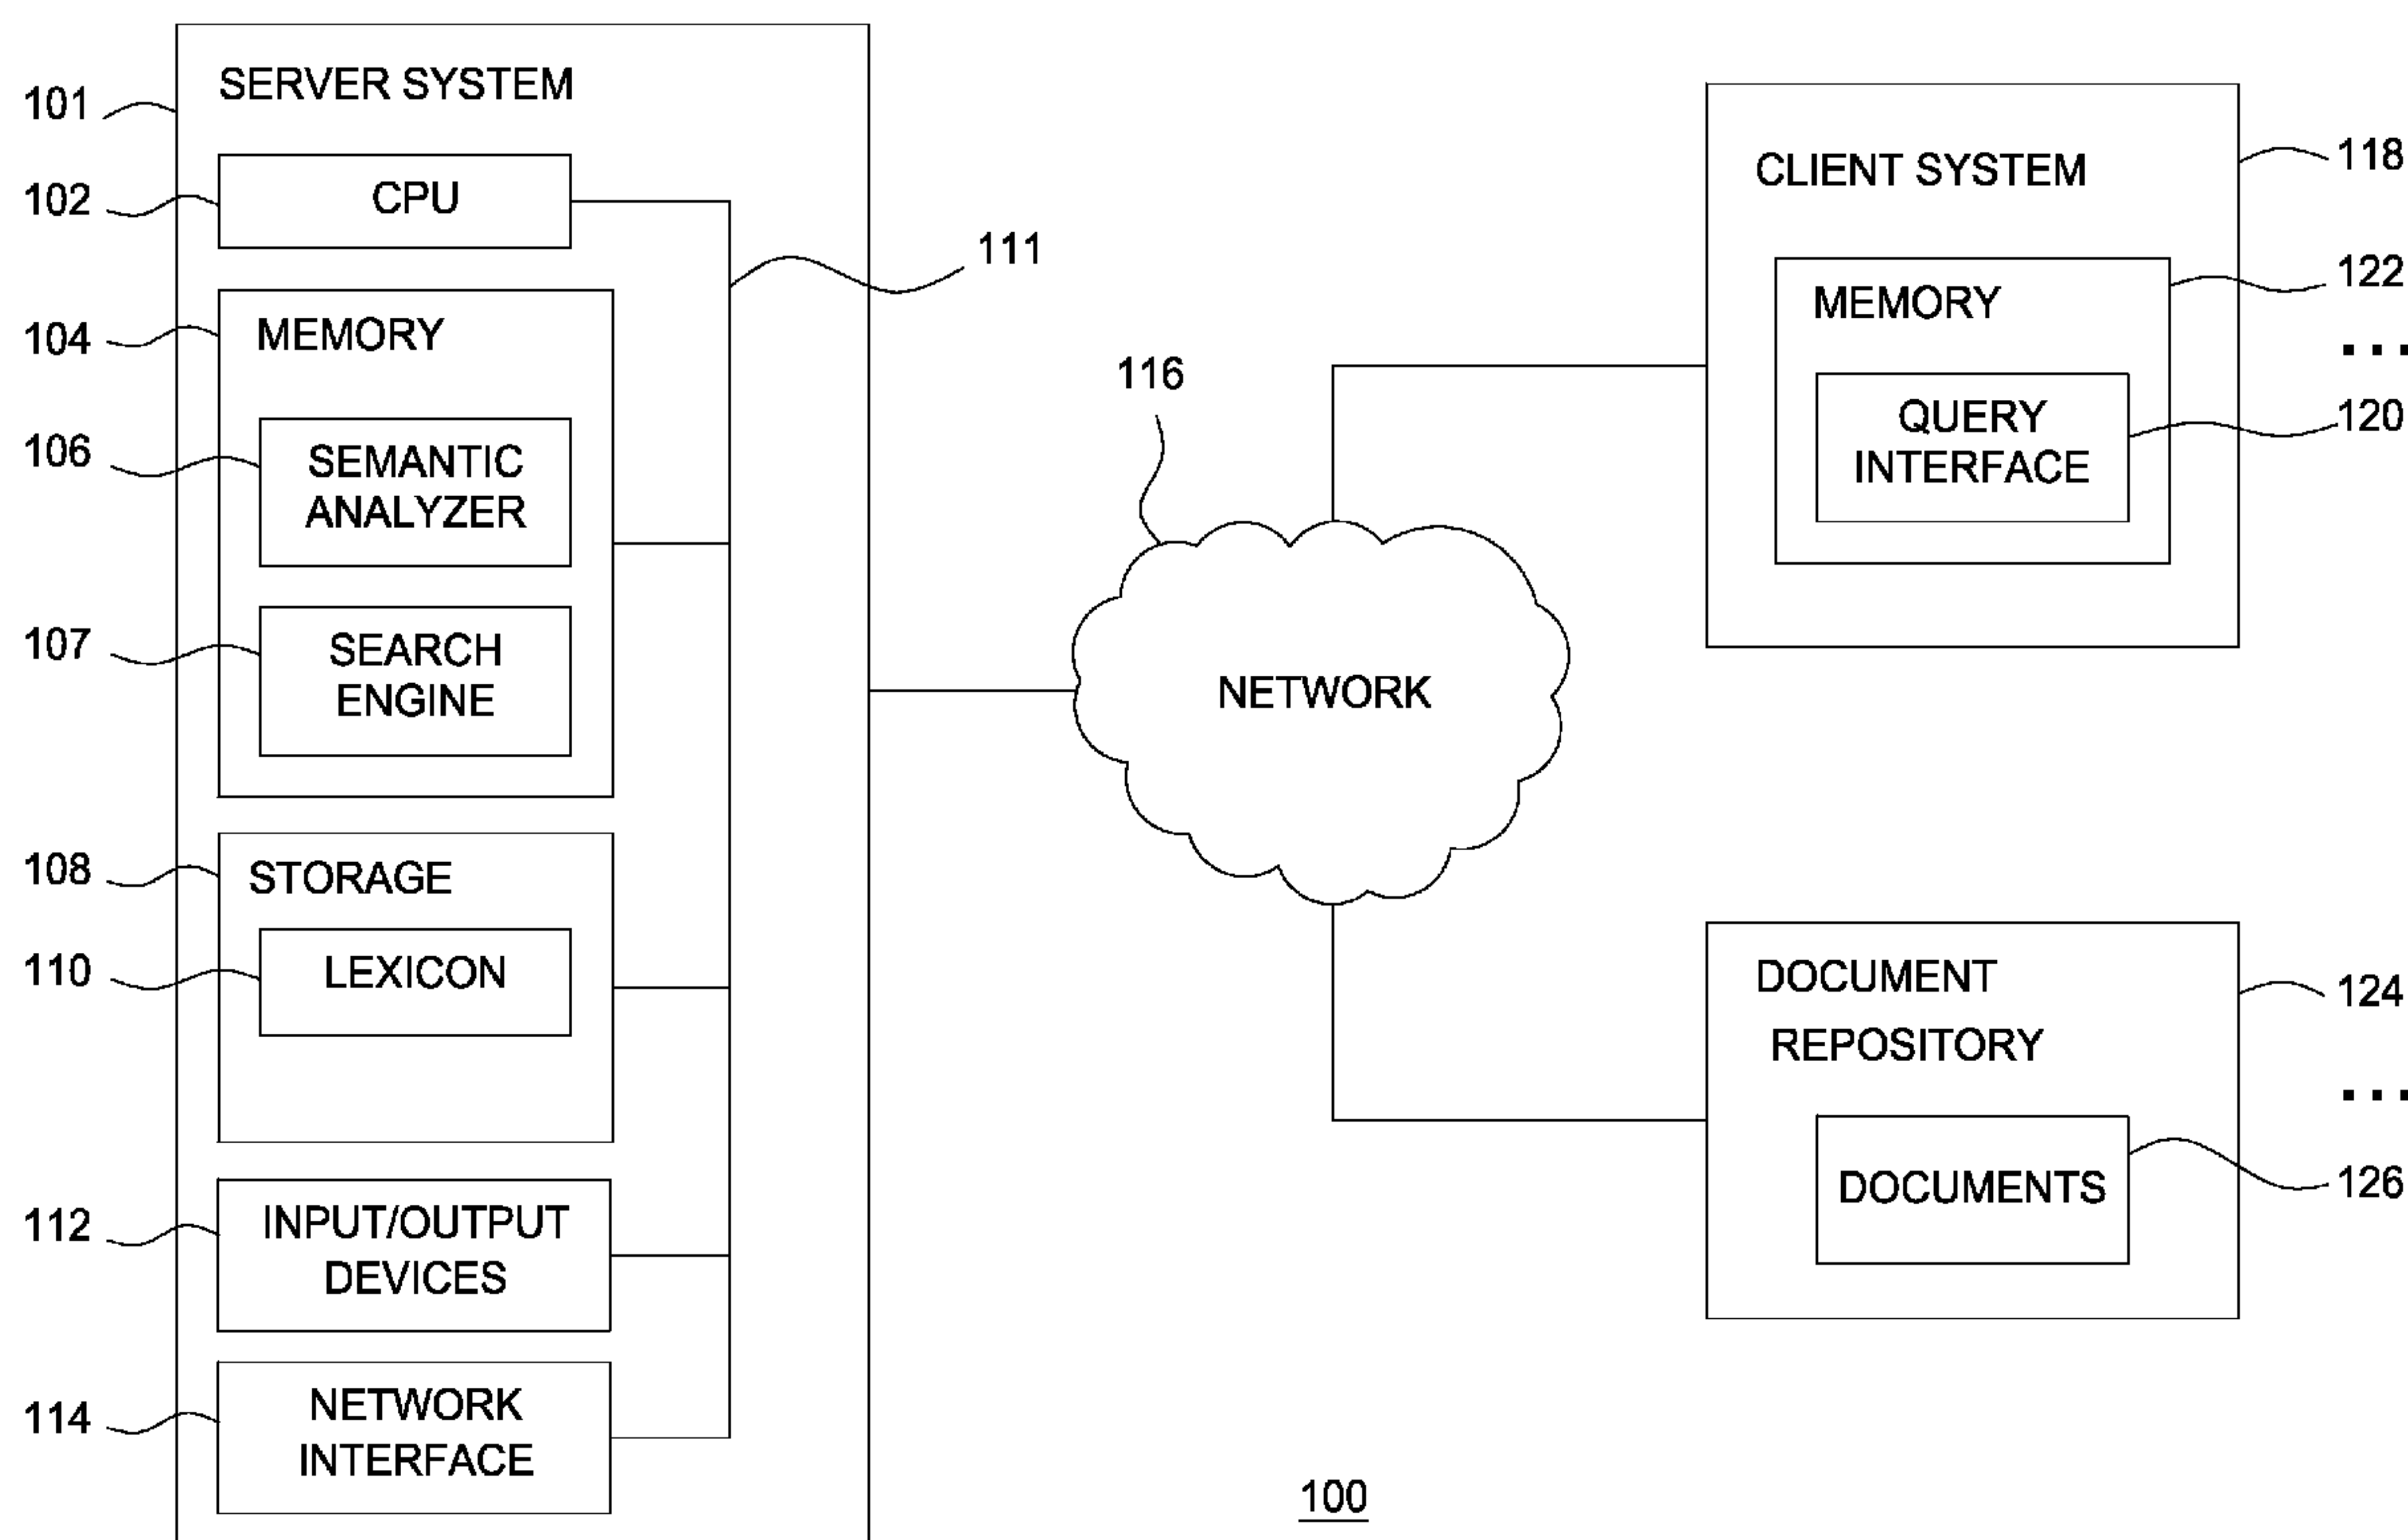 SERVER SYSTEM
101
CPU
102
111
MEMORY
104
SEMANTIC
ANALYZER
106
SEARCH
ENGINE
107
STORAGE
108
LEXICON
110
INPUT/OUTPUT
DEVICES
112
NETWORK
INTERFACE
114
116
NETWORK
CLIENT SYSTEM
118
MEMORY
122
...
QUERY
INTERFACE
120
DOCUMENT
REPOSITORY
124
...
DOCUMENTS
126
100